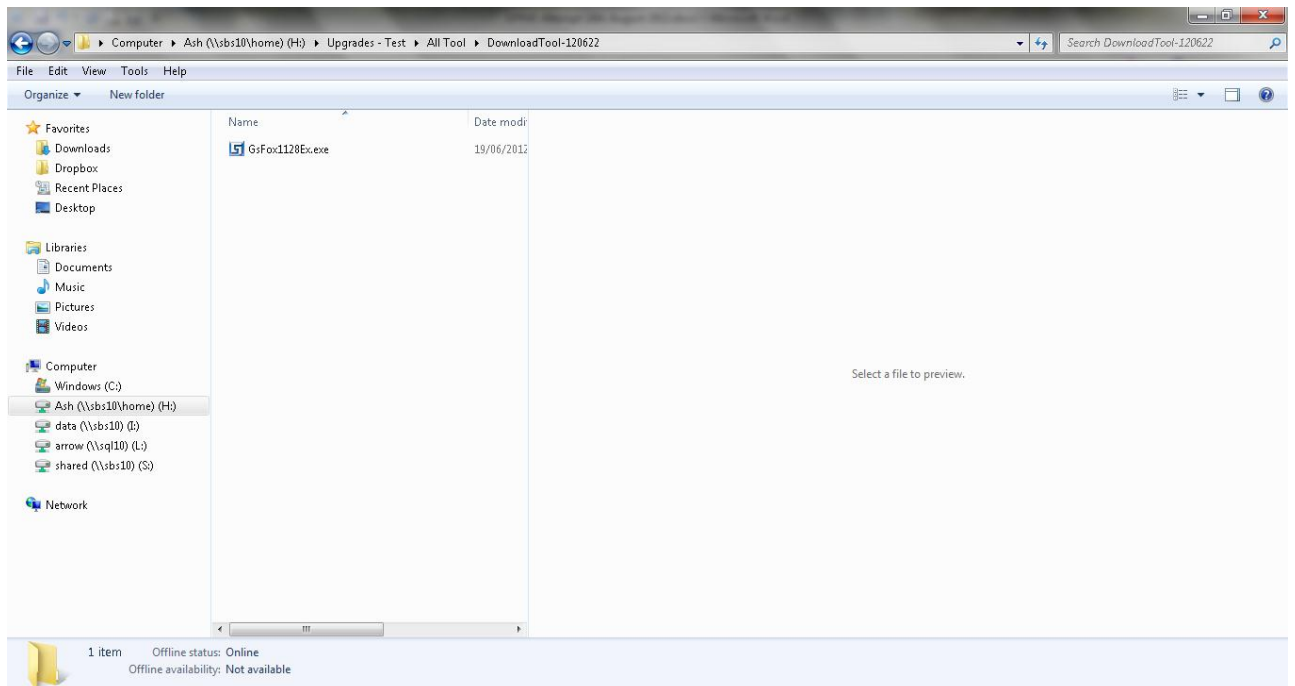 Computer ▸ Ash (\\sbs10\home) (H:) ▸ Upgrades - Test ▸ All Tool ▸ DownloadTool-120622
Search DownloadTool-120622
File Edit View Tools Help
Organize New folder
Favorites
Downloads
Dropbox
Recent Places
Desktop
Libraries
Documents
Music
Pictures
Videos
Computer
Windows (C:)
Ash (\\sbs10\home) (H:)
data (\\sbs10) (I:)
arrow (\\sql10) (L:)
shared (\\sbs10) (S:)
Network
Name Date modi
GsFox1128Ex.exe 19/06/2012
Select a file to preview.
1 item Offline status: Online
Offline availability: Not available